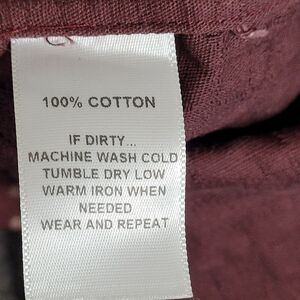 100% COTTON
IF DIRTY...
MACHINE WASH COLD
TUMBLE DRY LOW
WARM IRON WHEN
NEEDED
WEAR AND REPEAT